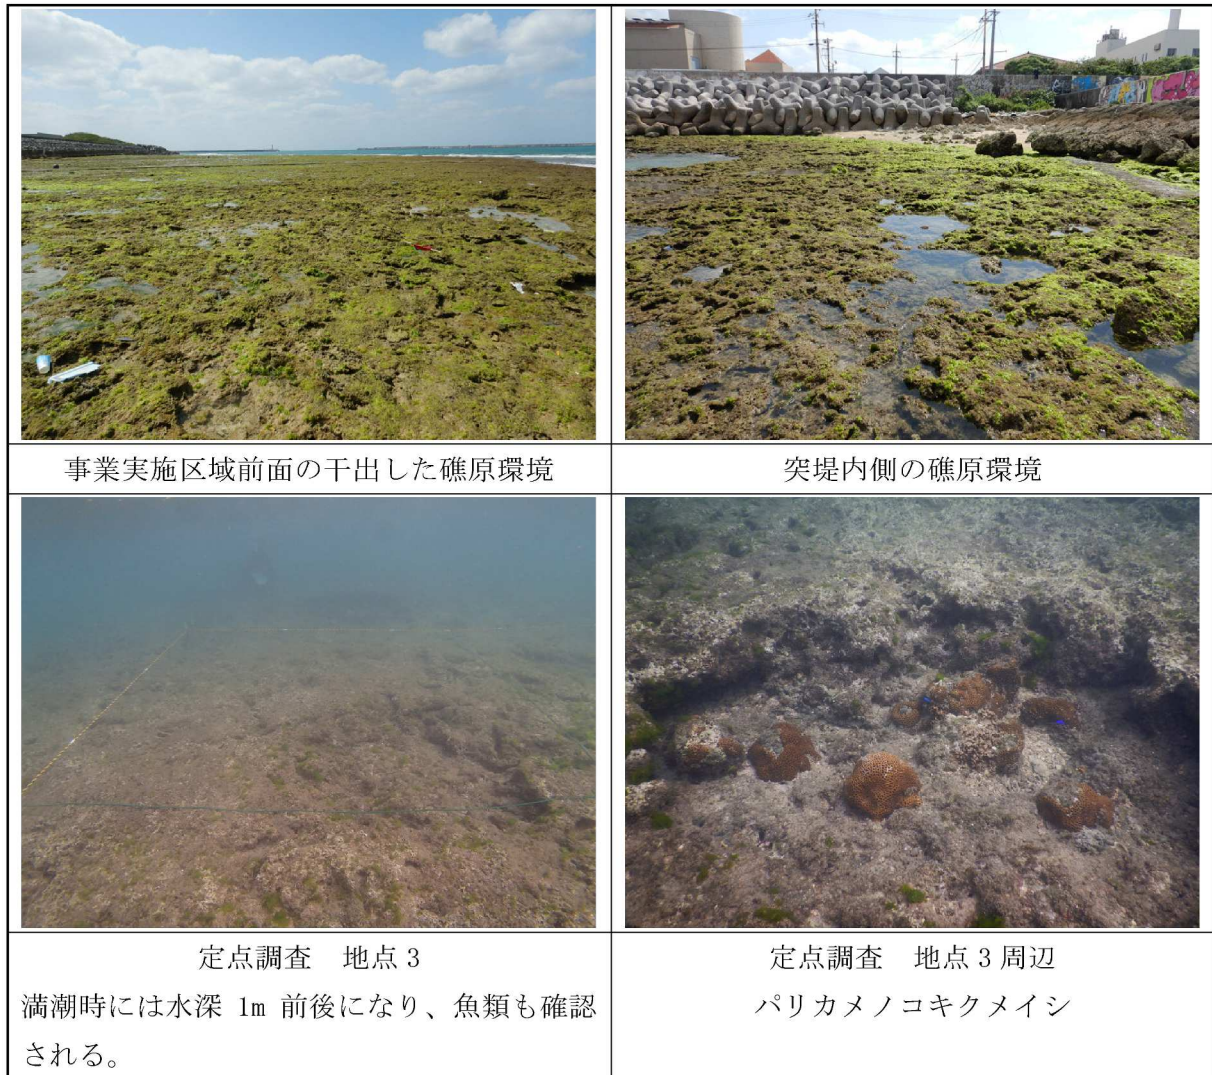 事業実施区域前面の干出した礁原環境
突堤内側の礁原環境
定点調査　地点 3
満潮時には水深 1m 前後になり、魚類も確認
される。
定点調査　地点 3 周辺
パリカメノコキクメイシ